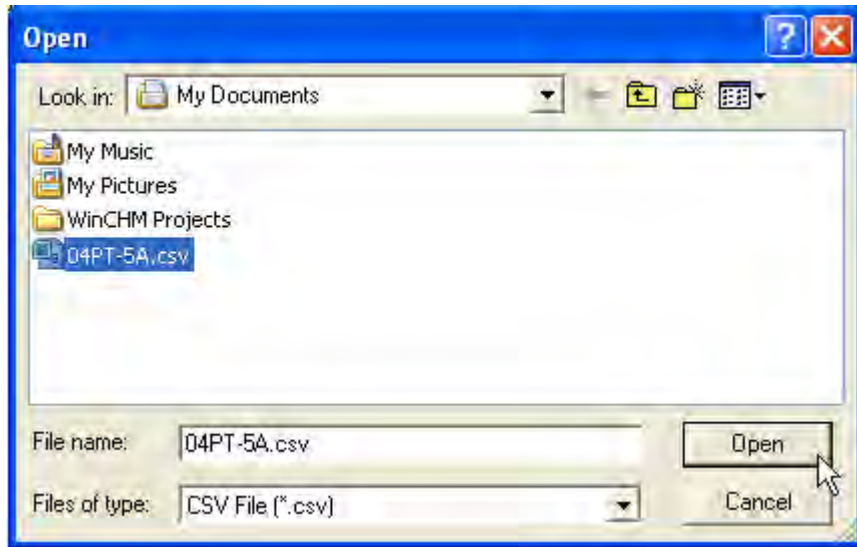 Open ?
Look in: My Documents
My Music
My Pictures
WinCHM Projects
04PT-5A.csv
File name: 04PT-5A.csv Open
Files of type: CSV File (*.csv) Cancel